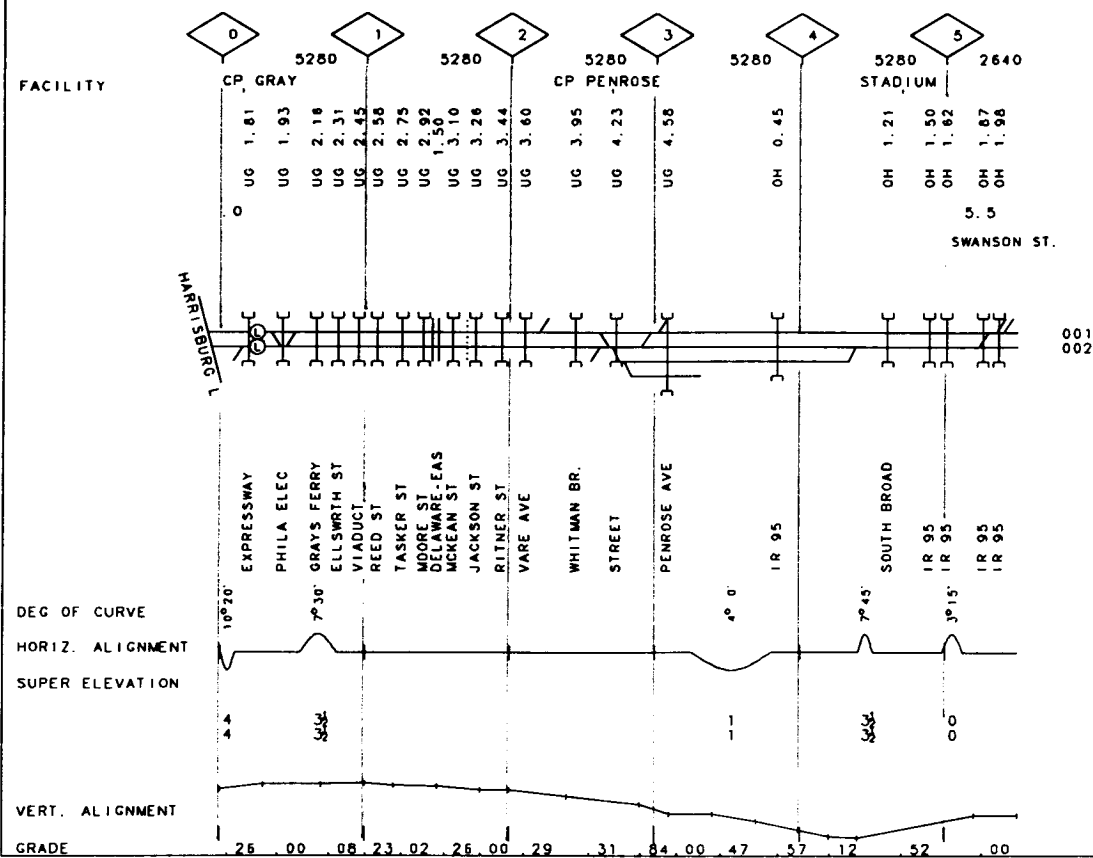 0 1 2 3 4 5
5280 5280 5280 5280 5280 2640
FACILITY CP GRAY CP PENROSE STADIUM
UG 1.81
UG 1.93
UG 2.18
UG 2.31
UG 2.45
UG 2.58
UG 2.75
UG 2.92
1.50
UG 3.10
UG 3.26
UG 3.44
UG 3.60
UG 3.95
UG 4.23
UG 4.58
OH 0.45
OH 1.21
OH 1.50
OH 1.62
OH 1.87
OH 1.98
.0 5.5
SWANSON ST.
HARRISBURG L
L
L
001
002
EXPRESSWAY
PHILA ELEC
GRAYS FERRY
ELLSWRTH ST
VIADUCT
REED ST
TASKER ST
MOORE ST
DELAWARE-EAS
MCKEAN ST
JACKSON ST
RITNER ST
VARE AVE
WHITMAN BR.
STREET
PENROSE AVE
IR 95
SOUTH BROAD
IR 95
IR 95
IR 95
IR 95
DEG OF CURVE 10°20' 7°30' 4° 0' 7°45' 3°15'
HORIZ. ALIGNMENT
SUPER ELEVATION
4 1 0
4 1 0
VERT. ALIGNMENT
GRADE .26 .00 .08 .23 .02 .26 .00 .29 .31 .84 .00 .47 .57 .12 .52 .00